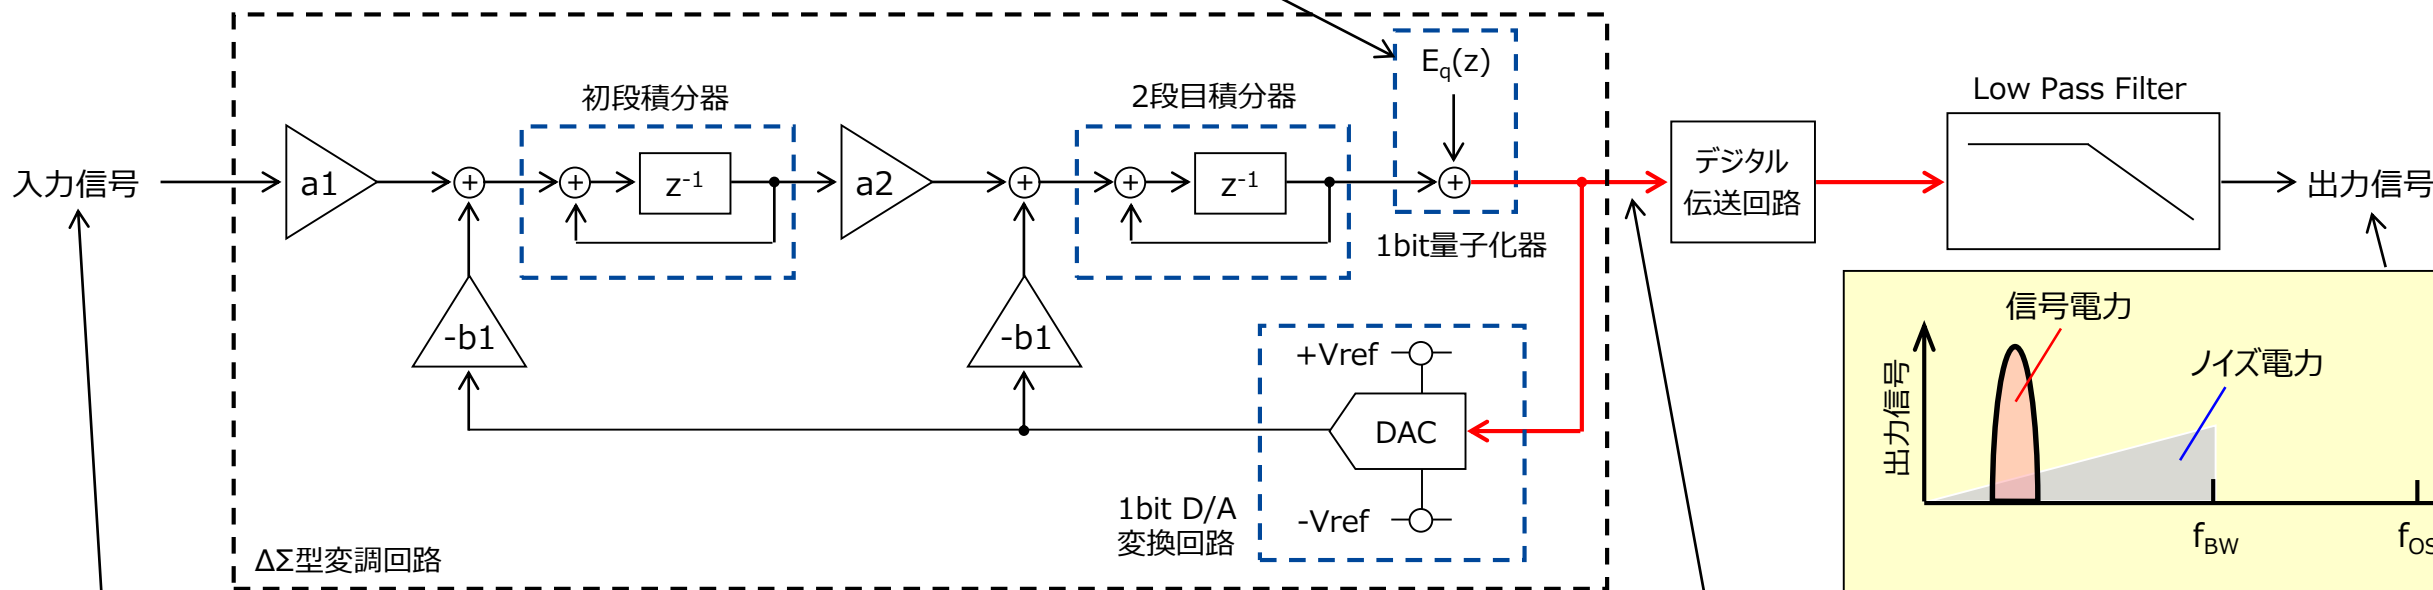 E_q(z)
初段積分器
2段目積分器
Low Pass Filter
入力信号
a1
+
+
z^-1
a2
+
+
z^-1
+
デジタル
伝送回路
出力信号
1bit量子化器
-b1
-b1
+Vref
DAC
-Vref
1bit D/A
変換回路
ΔΣ型変調回路
信号電力
ノイズ電力
出力信号
f_BW
f_OS